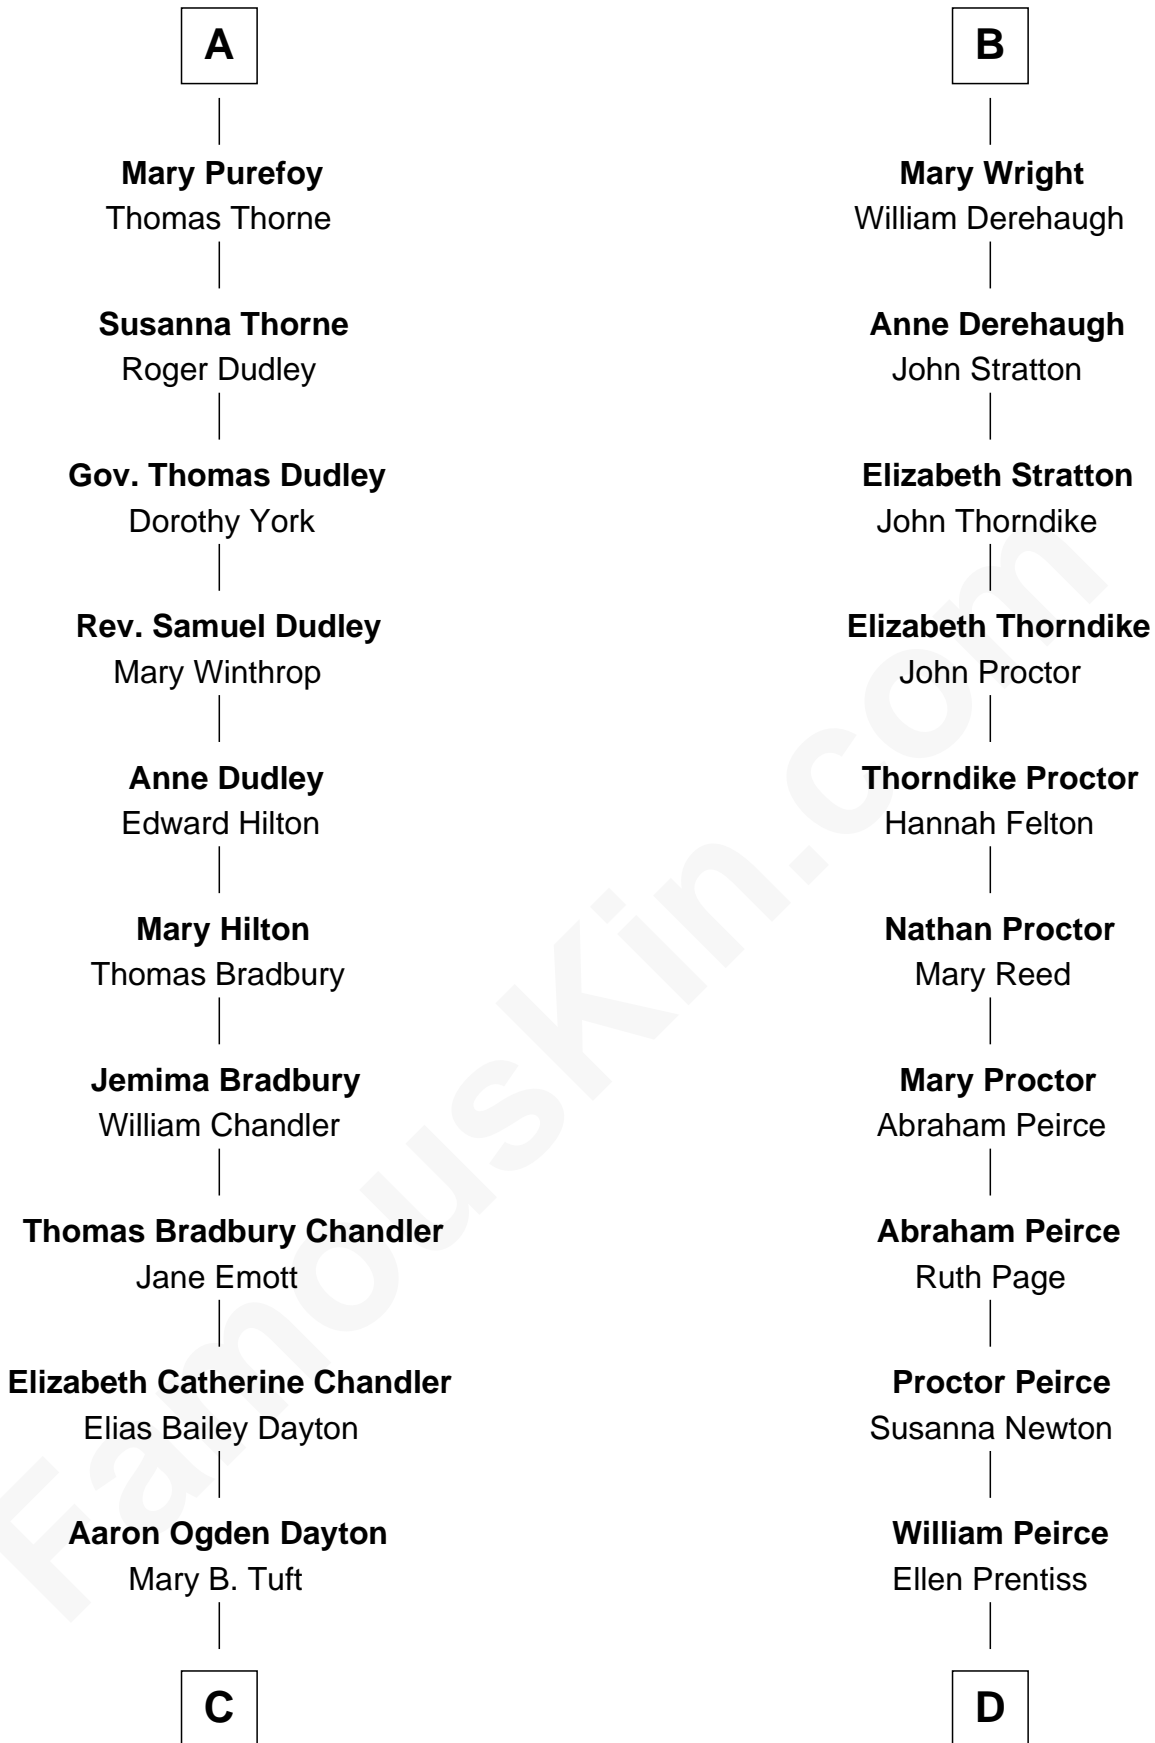 A
Mary Purefoy
Thomas Thorne
Susanna Thorne
Roger Dudley
Gov. Thomas Dudley
Dorothy York
Rev. Samuel Dudley
Mary Winthrop
Anne Dudley
Edward Hilton
Mary Hilton
Thomas Bradbury
Jemima Bradbury
William Chandler
Thomas Bradbury Chandler
Jane Emott
Elizabeth Catherine Chandler
Elias Bailey Dayton
Aaron Ogden Dayton
Mary B. Tuft
C
B
Mary Wright
William Derehaugh
Anne Derehaugh
John Stratton
Elizabeth Stratton
John Thorndike
Elizabeth Thorndike
John Proctor
Thorndike Proctor
Hannah Felton
Nathan Proctor
Mary Reed
Mary Proctor
Abraham Peirce
Abraham Peirce
Ruth Page
Proctor Peirce
Susanna Newton
William Peirce
Ellen Prentiss
D
FamousKin.com